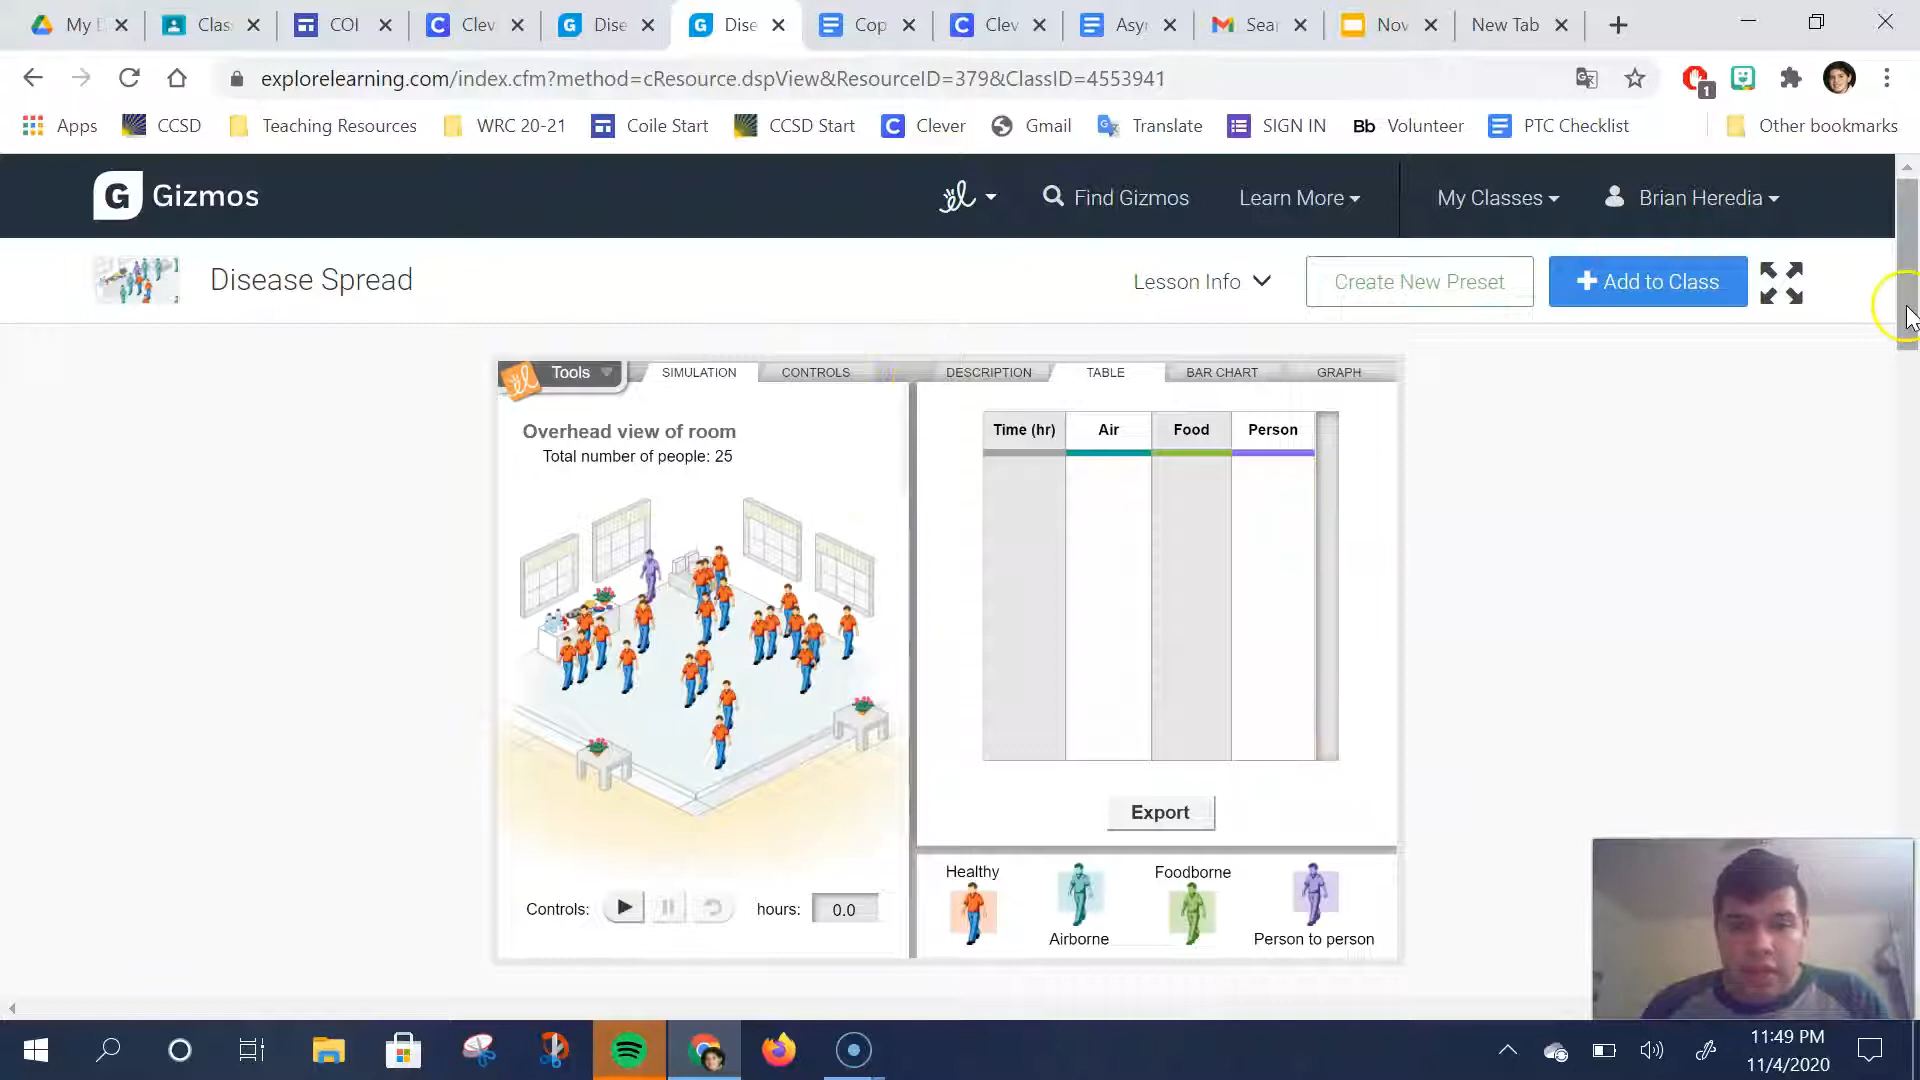 My E
Clas
COI
Clev
Dise
Dise
Cop
Clev
Asyn
Sear
Nov
New Tab
explorelearning.com/index.cfm?method=cResource.dspView&ResourceID=379&ClassID=4553941
1
Apps
CCSD
Teaching Resources
WRC 20-21
Coile Start
CCSD Start
Clever
Gmail
Translate
SIGN IN
Bb Volunteer
PTC Checklist
Other bookmarks
G Gizmos
Find Gizmos
Learn More
My Classes
Brian Heredia
Disease Spread
Lesson Info
Create New Preset
Add to Class
Tools
SIMULATION
CONTROLS
DESCRIPTION
TABLE
BAR CHART
GRAPH
Overhead view of room
Total number of people: 25
Time (hr)
Air
Food
Person
Export
Controls:
hours:
0.0
Healthy
Airborne
Foodborne
Person to person
11:49 PM
11/4/2020